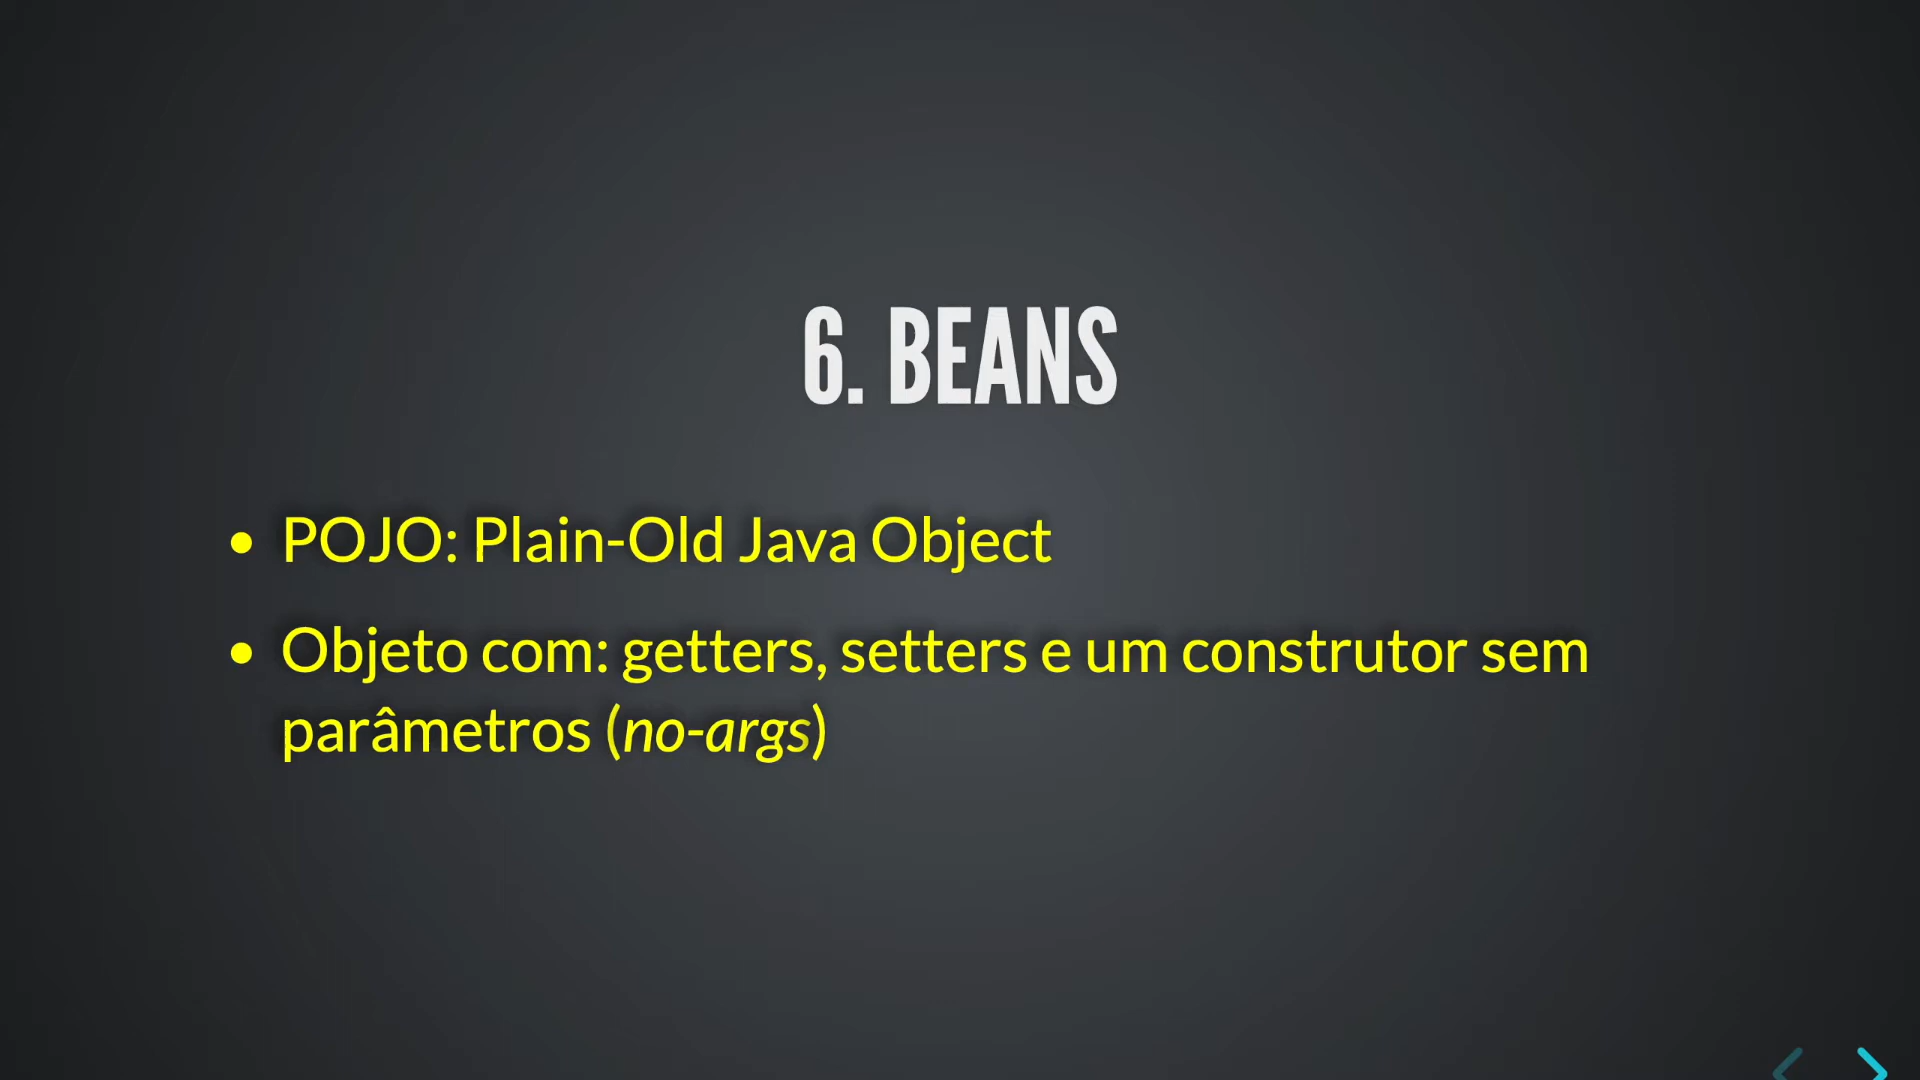 6. BEANS
POJO: Plain-Old Java Object
Objeto com: getters, setters e um construtor sem
parâmetros (no-args)